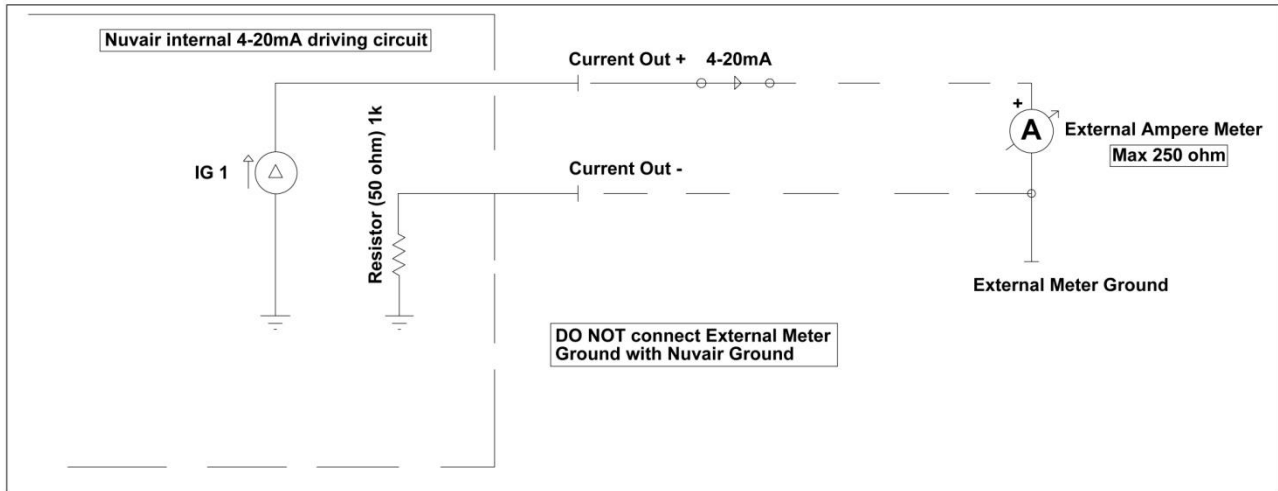 Nuvair internal 4-20mA driving circuit
Current Out + 4-20mA
IG 1
Resistor (50 ohm) 1k
+
A
External Ampere Meter
Max 250 ohm
Current Out -
External Meter Ground
DO NOT connect External Meter
Ground with Nuvair Ground